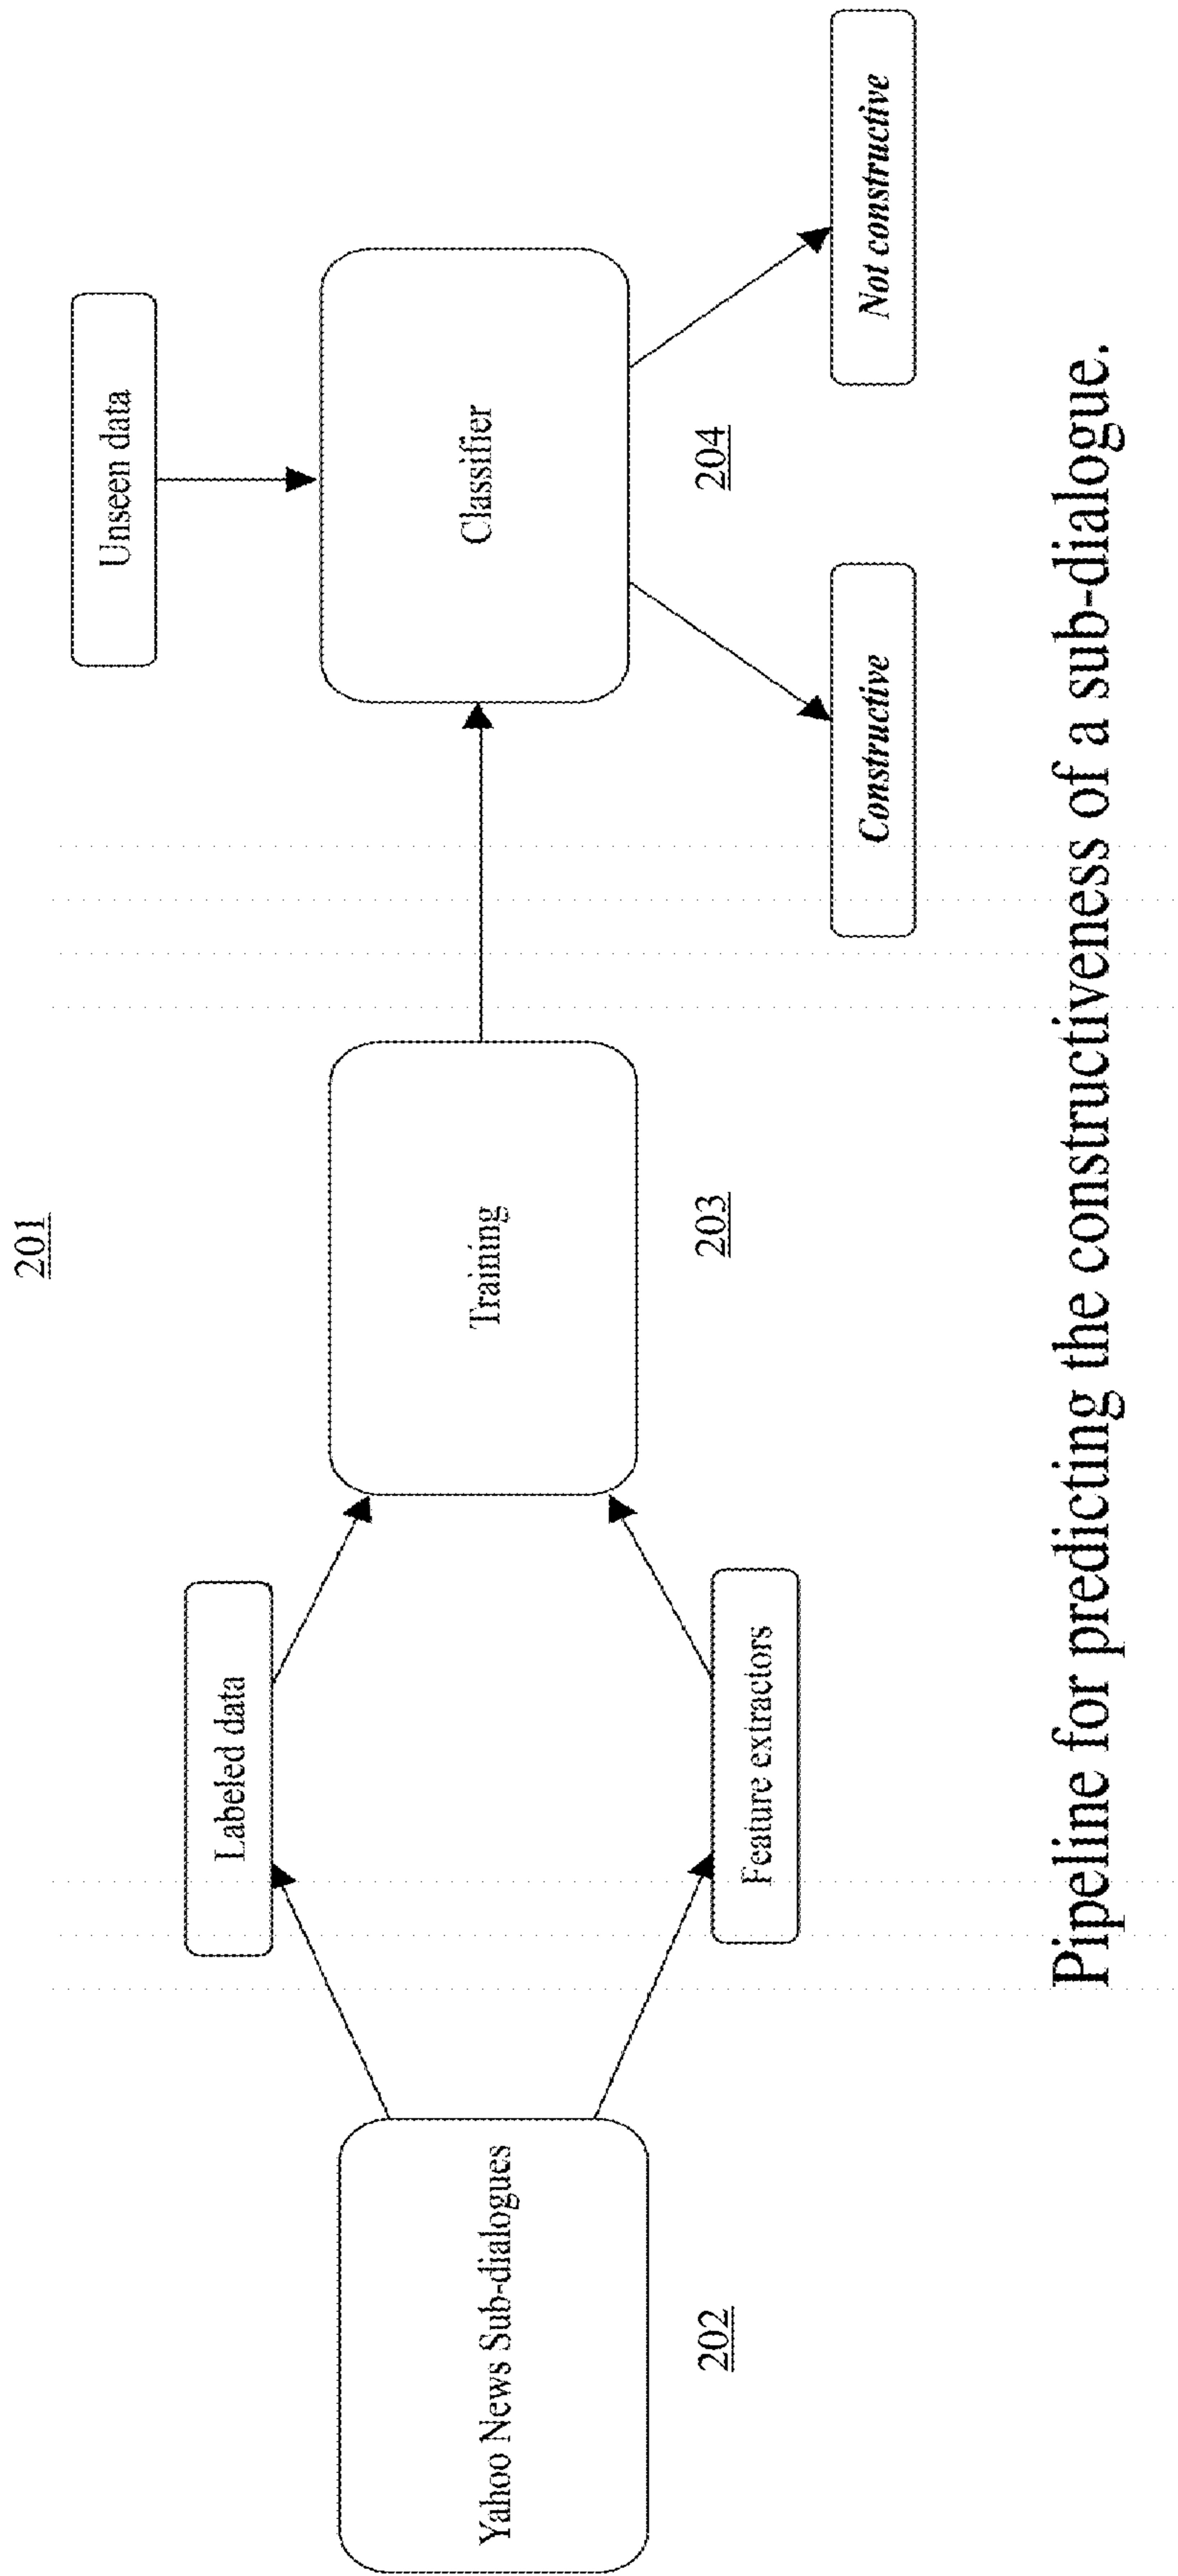 201
Unseen data
Labeled data
Yahoo News Sub-dialogues
Training
Classifier
Feature extractors
202
203
204
Constructive
Not constructive
Pipeline for predicting the constructiveness of a sub-dialogue.